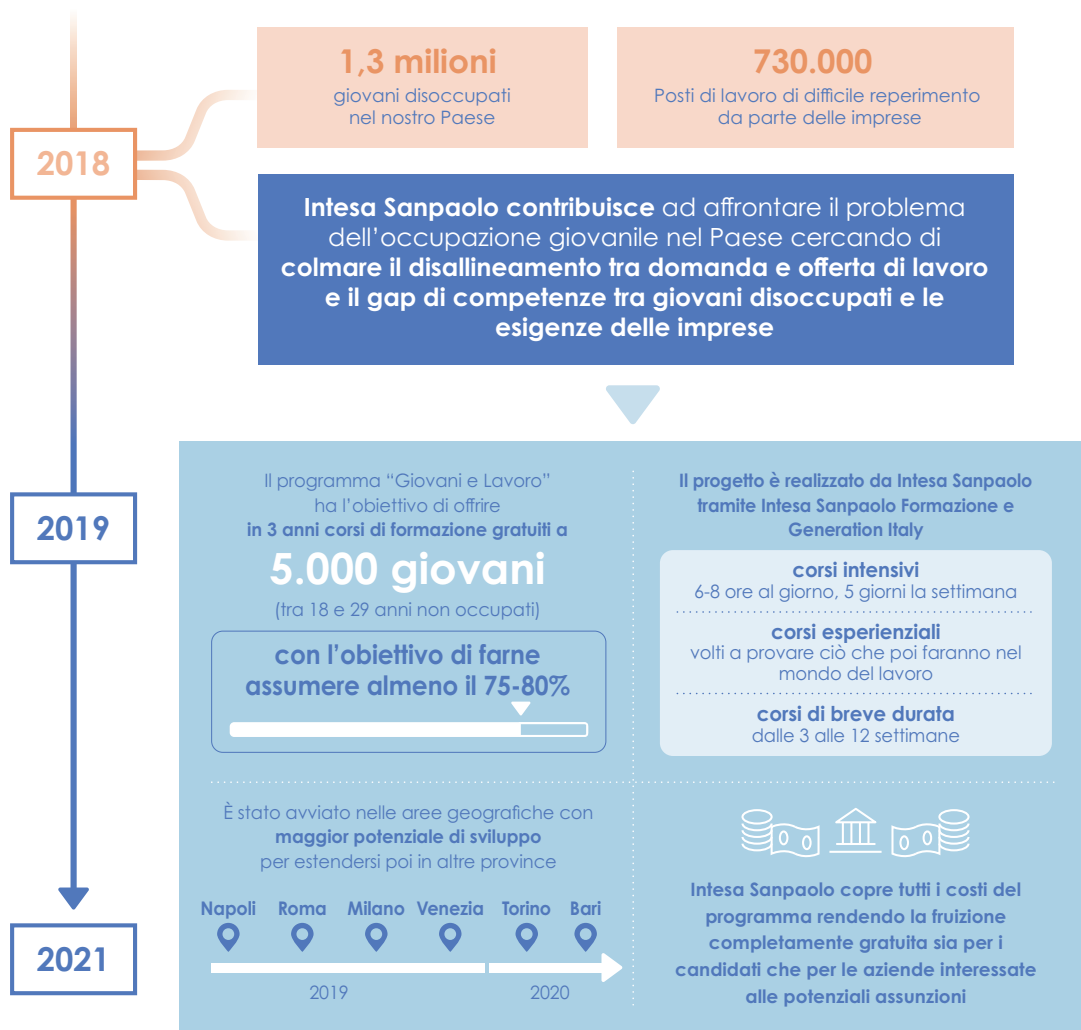 2018
1,3 milioni
giovani disoccupati
nel nostro Paese
730.000
Posti di lavoro di difficile reperimento
da parte delle imprese
Intesa Sanpaolo contribuisce ad affrontare il problema
dell’occupazione giovanile nel Paese cercando di
colmare il disallineamento tra domanda e offerta di lavoro
e il gap di competenze tra giovani disoccupati e le
esigenze delle imprese
2019
Il programma “Giovani e Lavoro”
ha l’obiettivo di offrire
in 3 anni corsi di formazione gratuiti a
5.000 giovani
(tra 18 e 29 anni non occupati)
con l’obiettivo di farne
assumere almeno il 75-80%
Il progetto è realizzato da Intesa Sanpaolo
tramite Intesa Sanpaolo Formazione e
Generation Italy
corsi intensivi
6-8 ore al giorno, 5 giorni la settimana
corsi esperienziali
volti a provare ciò che poi faranno nel
mondo del lavoro
corsi di breve durata
dalle 3 alle 12 settimane
È stato avviato nelle aree geografiche con
maggior potenziale di sviluppo
per estendersi poi in altre province
Napoli Roma Milano Venezia Torino Bari
2019 2020
0 0 0 0
Intesa Sanpaolo copre tutti i costi del
programma rendendo la fruizione
completamente gratuita sia per i
candidati che per le aziende interessate
alle potenziali assunzioni
2021